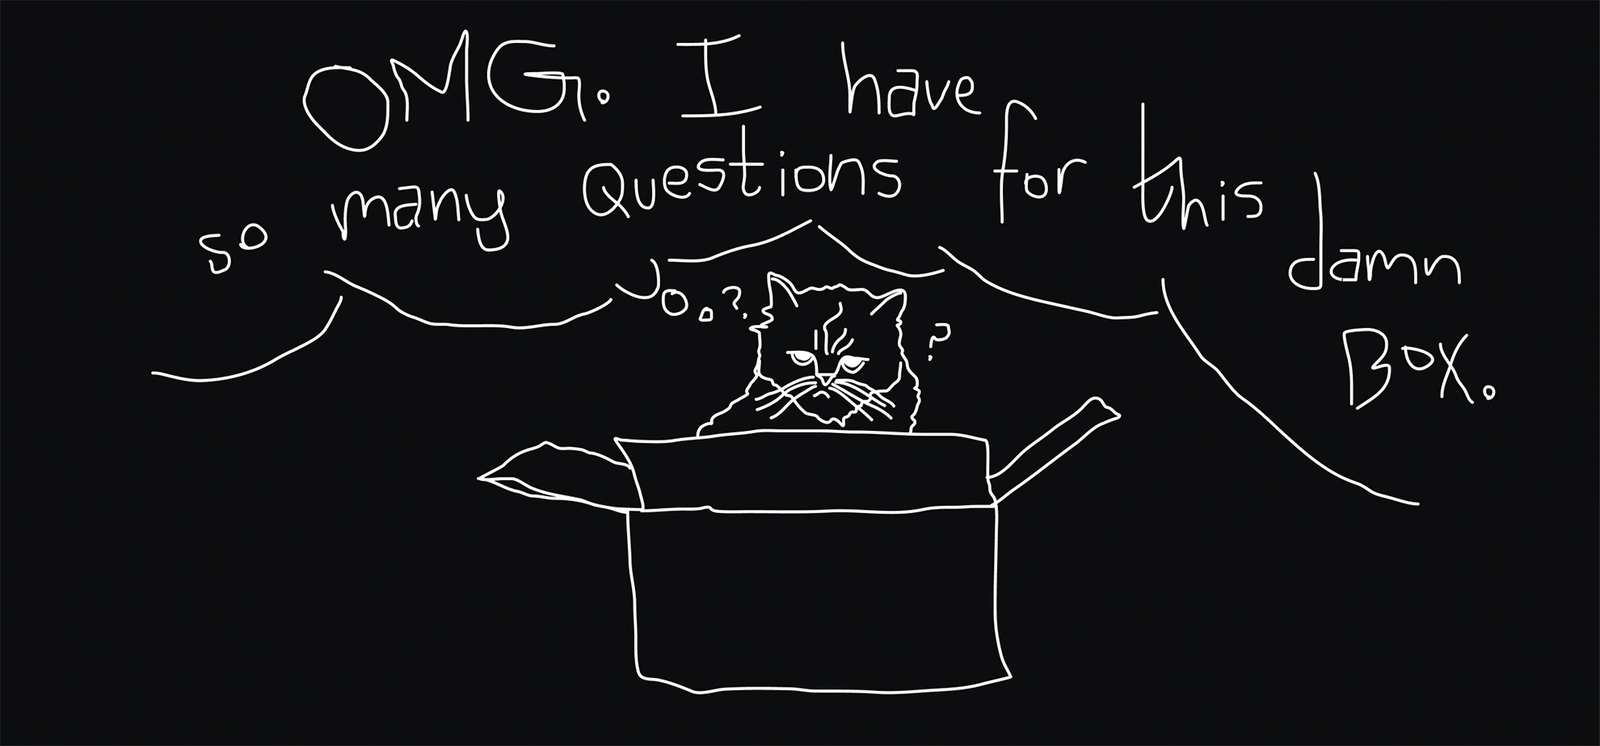 OMG. I have
so many Questions for this
damn
BOX.
?
?